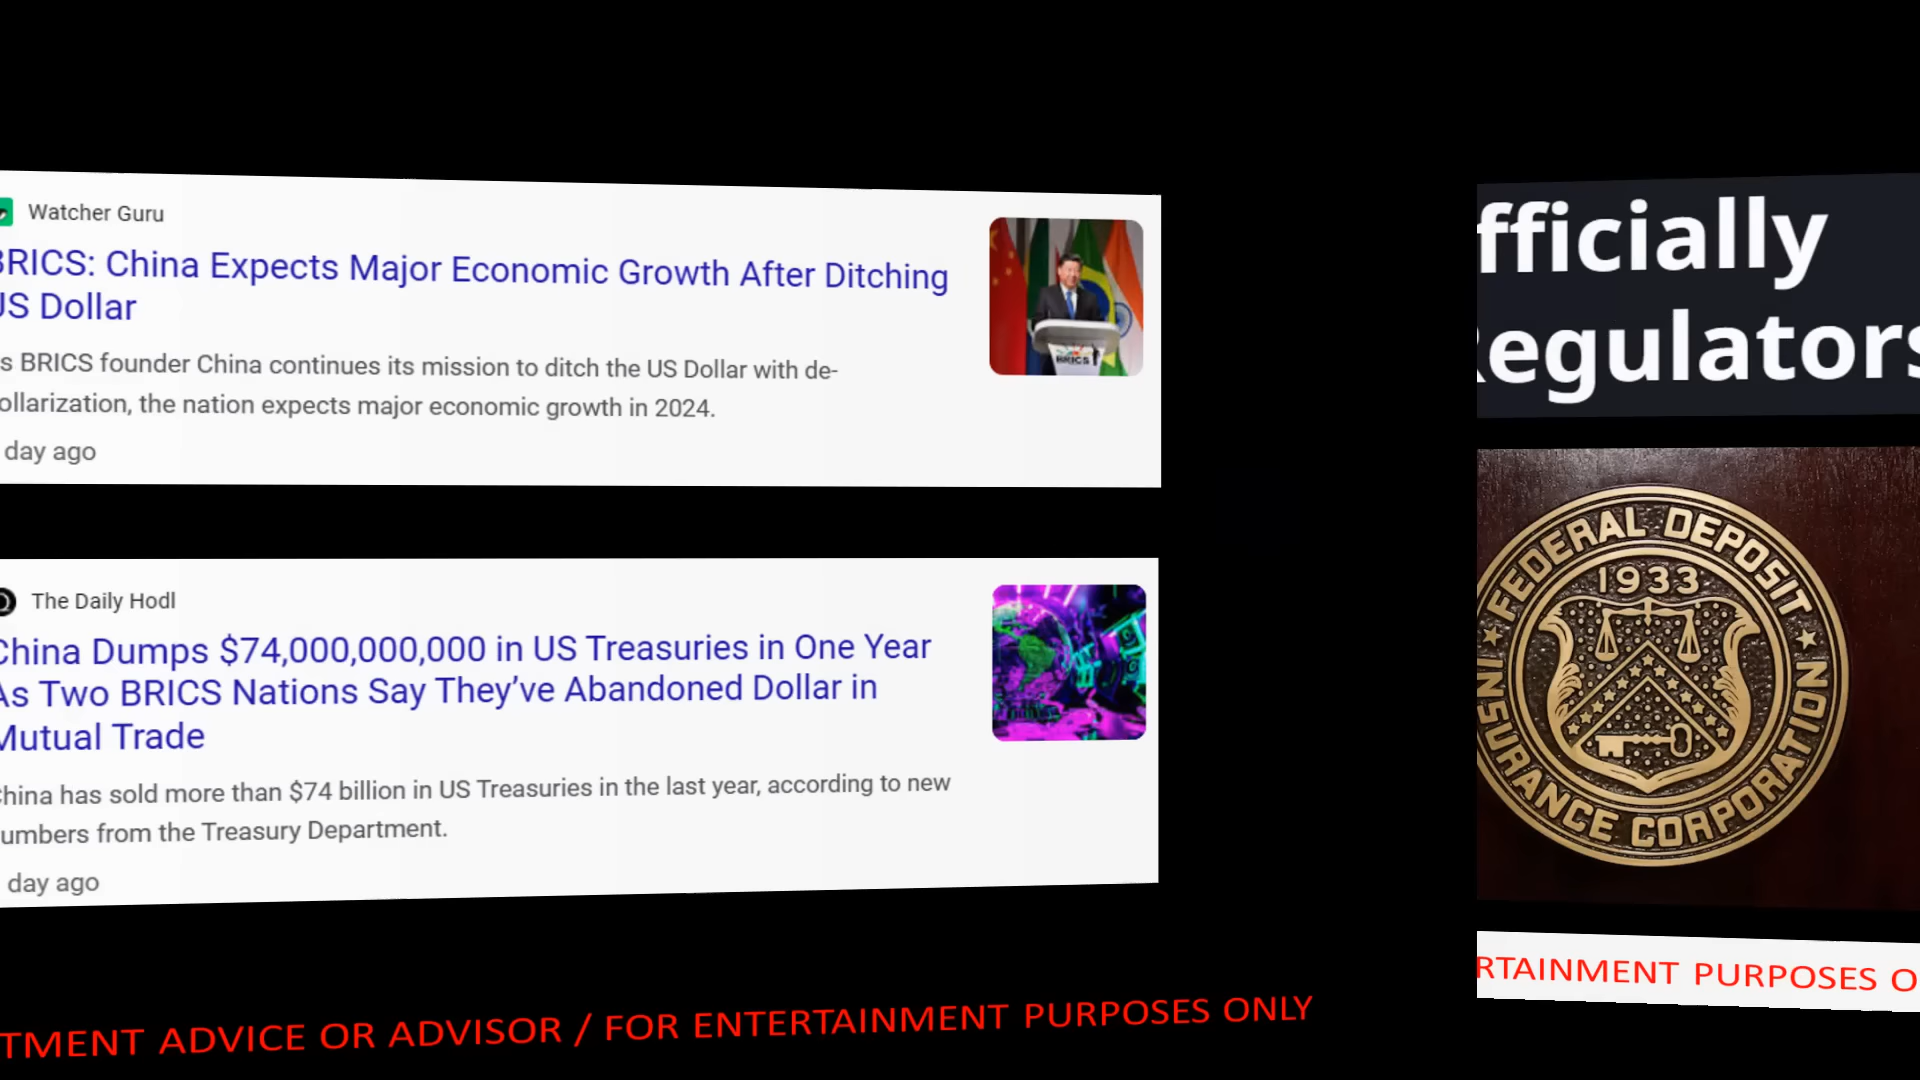 Watcher Guru
BRICS: China Expects Major Economic Growth After Ditching
US Dollar
s BRICS founder China continues its mission to ditch the US Dollar with de-
ollarization, the nation expects major economic growth in 2024.
day ago
BRICS
The Daily Hodl
China Dumps $74,000,000,000 in US Treasuries in One Year
As Two BRICS Nations Say They’ve Abandoned Dollar in
Mutual Trade
China has sold more than $74 billion in US Treasuries in the last year, according to new
umbers from the Treasury Department.
day ago
TMENT ADVICE OR ADVISOR / FOR ENTERTAINMENT PURPOSES ONLY
fficially
Regulators
FEDERAL DEPOSIT
1933
INSURANCE CORPORATION
RTAINMENT PURPOSES O